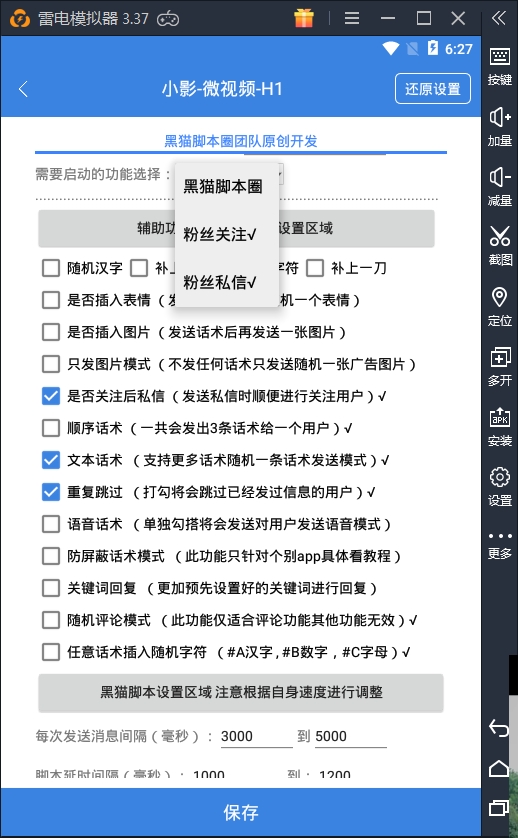 雷电模拟器 3.37
6:27
小影-微视频-H1
还原设置
黑猫脚本圈团队原创开发
需要启动的功能选择：
黑猫脚本圈
粉丝关注√
粉丝私信√
辅助功 设置区域
随机汉字 补上 字符 补上一刀
是否插入表情（发 机一个表情）
是否插入图片（发送话术后再发送一张图片）
只发图片模式（不发任何话术只发送随机一张广告图片）
是否关注后私信（发送私信时顺便进行关注用户）√
顺序话术（一共会发出3条话术给一个用户）√
文本话术（支持更多话术随机一条话术发送模式）√
重复跳过（打勾将会跳过已经发过信息的用户）√
语音话术（单独勾搭将会发送对用户发送语音模式）
防屏蔽话术模式（此功能只针对个别app具体看教程）
关键词回复（更加预先设置好的关键词进行回复）
随机评论模式（此功能仅适合评论功能其他功能无效）√
任意话术插入随机字符（#A汉字,#B数字，#C字母）√
黑猫脚本设置区域 注意根据自身速度进行调整
每次发送消息间隔（毫秒）： 3000 到 5000
脚本延时间隔（毫秒）： 1000 到： 1200
保存
按键
加量
减量
截图
定位
多开
APK
安装
设置
更多